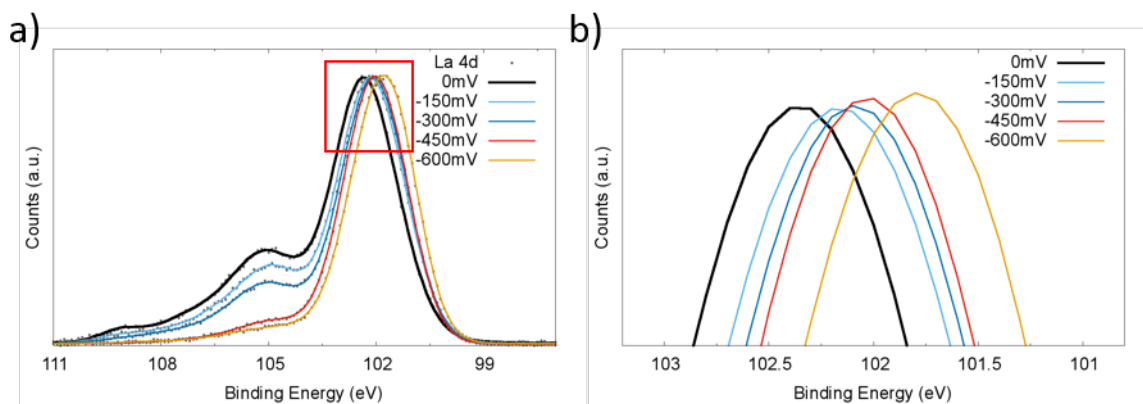 a)
La 4d
0mV
-150mV
-300mV
-450mV
-600mV
Counts (a.u.)
111 108 105 102 99
Binding Energy (eV)
b)
0mV
-150mV
-300mV
-450mV
-600mV
Counts (a.u.)
103 102.5 102 101.5 101
Binding Energy (eV)